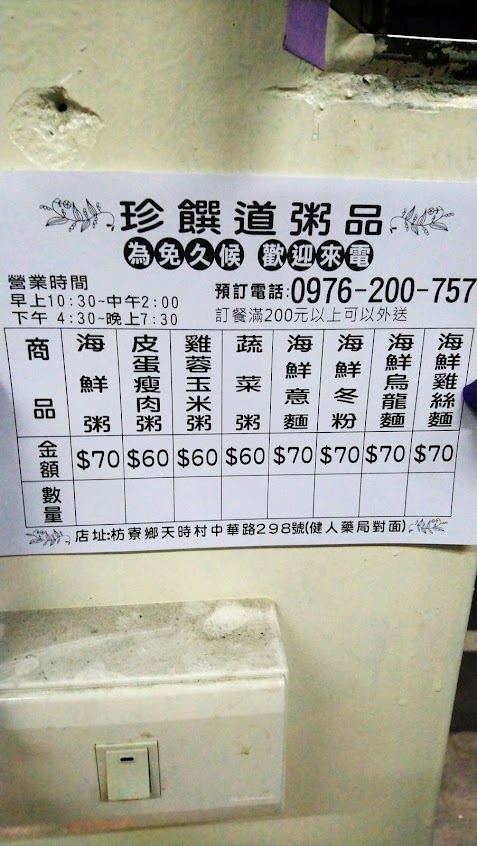 珍饌道粥品
為免久候 歡迎來電
營業時間
早上10:30~中午2:00
下午 4:30~晚上7:30
預訂電話:0976-200-757
訂餐滿200元以上可以外送
商品 海鮮粥 皮蛋瘦肉粥 雞蓉玉米粥 蔬菜粥 海鮮意麵 海鮮冬粉 海鮮烏龍麵 海鮮雞絲麵
金額 $70 $60 $60 $60 $70 $70 $70 $70
數量
店址:枋寮鄉天時村中華路298號(健人藥局對面)